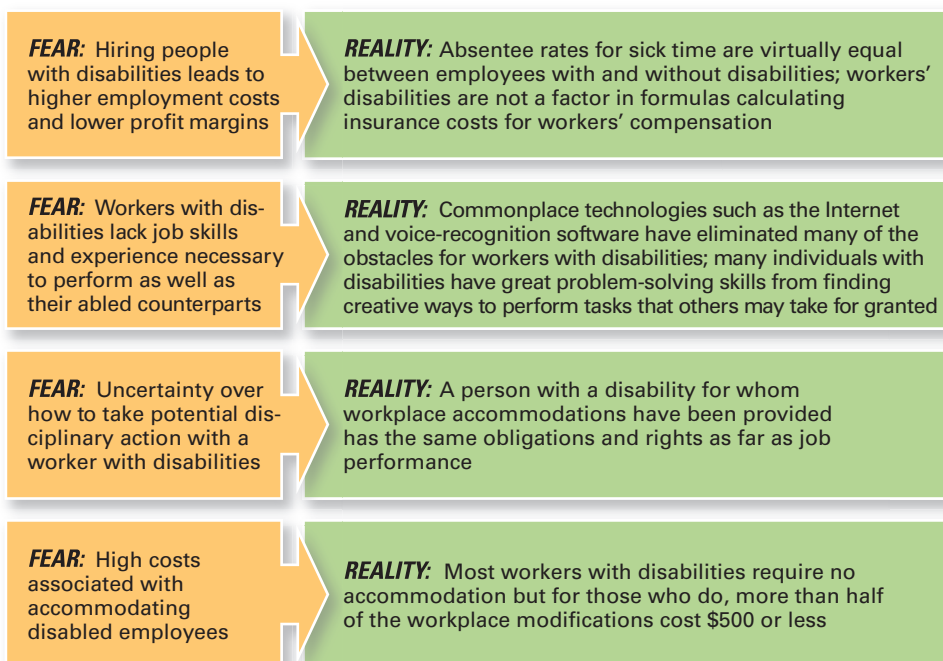 FEAR: Hiring people
with disabilities leads to
higher employment costs
and lower profit margins
REALITY: Absentee rates for sick time are virtually equal
between employees with and without disabilities; workers’
disabilities are not a factor in formulas calculating
insurance costs for workers’ compensation
FEAR: Workers with dis-
abilities lack job skills
and experience necessary
to perform as well as
their abled counterparts
REALITY: Commonplace technologies such as the Internet
and voice-recognition software have eliminated many of the
obstacles for workers with disabilities; many individuals with
disabilities have great problem-solving skills from finding
creative ways to perform tasks that others may take for granted
FEAR: Uncertainty over
how to take potential dis-
ciplinary action with a
worker with disabilities
REALITY: A person with a disability for whom
workplace accommodations have been provided
has the same obligations and rights as far as job
performance
FEAR: High costs
associated with
accommodating
disabled employees
REALITY: Most workers with disabilities require no
accommodation but for those who do, more than half
of the workplace modifications cost $500 or less